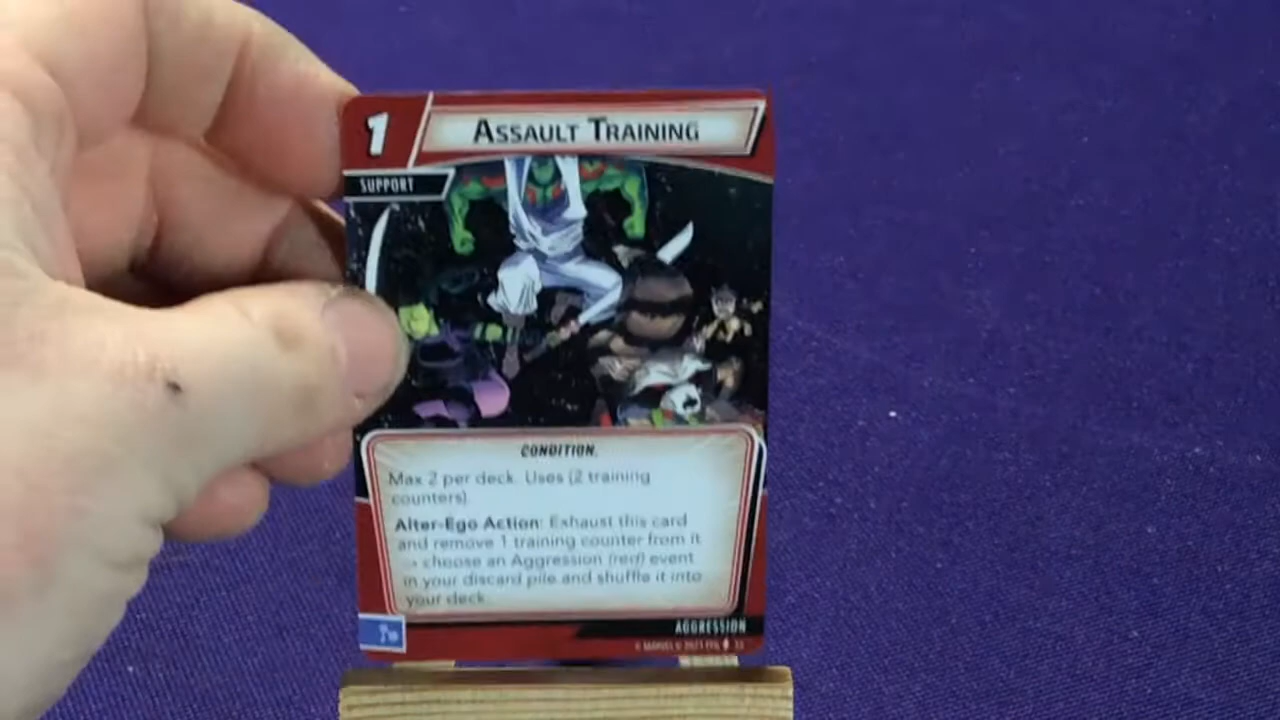 1
ASSAULT TRAINING
SUPPORT
CONDITION.
Max 2 per deck. Uses (2 training
counters).
Alter-Ego Action: Exhaust this card
and remove 1 training counter from it
→ choose an Aggression (red) event
in your discard pile and shuffle it into
your deck.
AGGRESSION